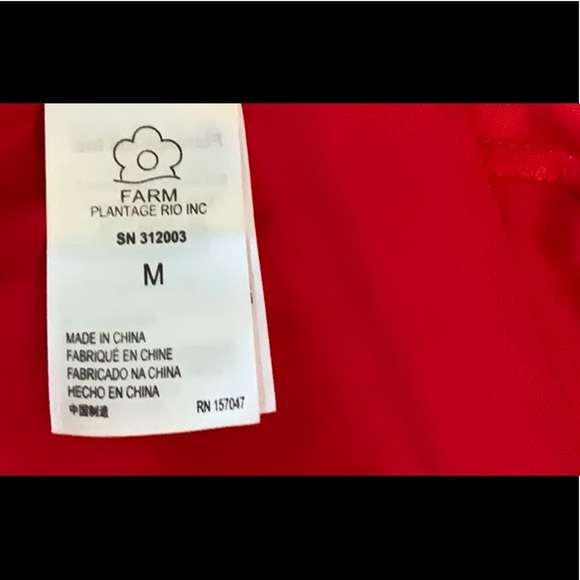 FARM
PLANTAGE RIO INC
SN 312003
M
MADE IN CHINA
FABRIQUÉ EN CHINE
FABRICADO NA CHINA
HECHO EN CHINA
中国制造
RN 157047